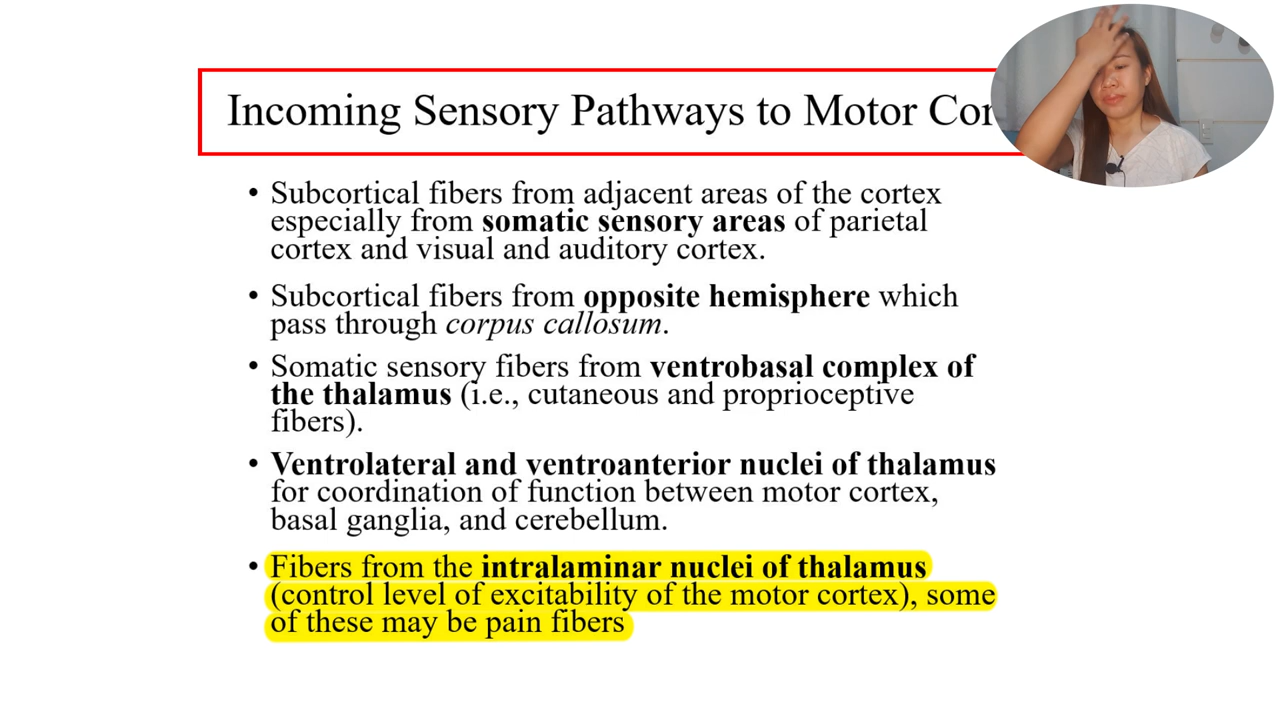 Incoming Sensory Pathways to Motor
• Subcortical fibers from adjacent areas of the cortex
especially from somatic sensory areas of parietal
cortex and visual and auditory cortex.
• Subcortical fibers from opposite hemisphere which
pass through corpus callosum.
• Somatic sensory fibers from ventrobasal complex of
the thalamus (i.e., cutaneous and proprioceptive
fibers).
• Ventrolateral and ventroanterior nuclei of thalamus
for coordination of function between motor cortex,
basal ganglia, and cerebellum.
• Fibers from the intralaminar nuclei of thalamus
(control level of excitability of the motor cortex), some
of these may be pain fibers